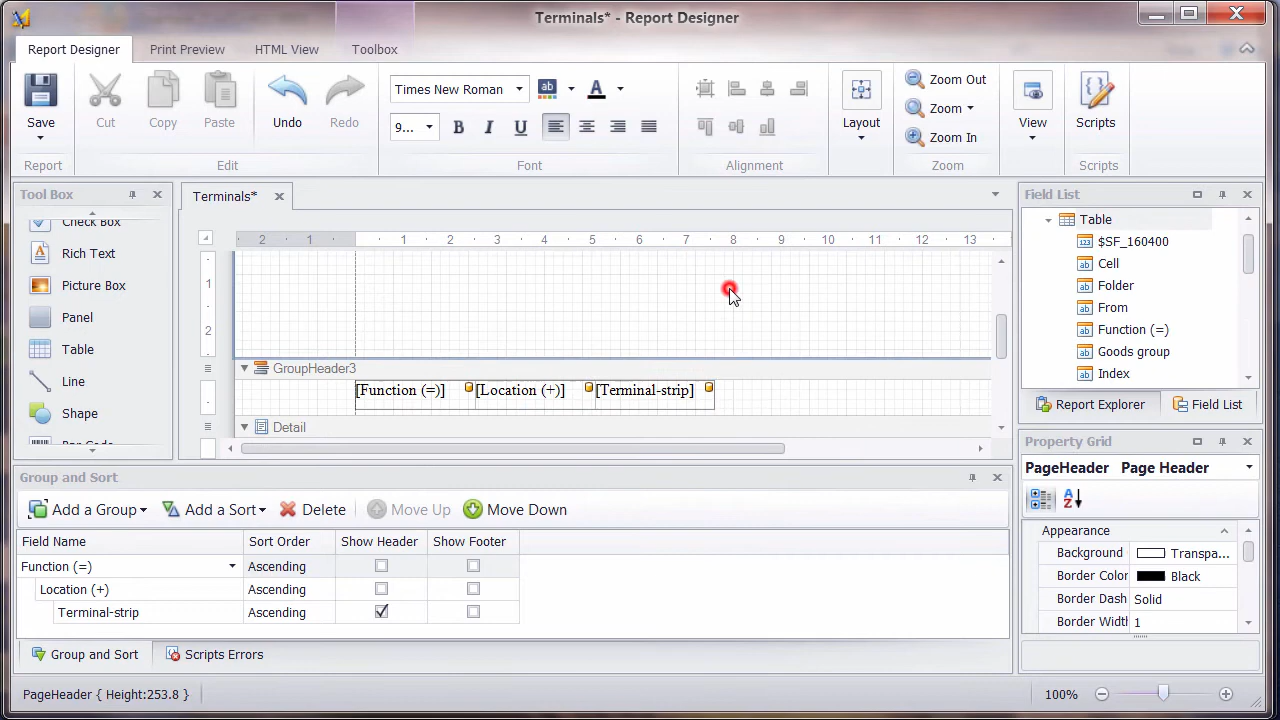 Terminals* - Report Designer
Report Designer
Print Preview
HTML View
Toolbox
Save
Cut
Copy
Paste
Undo
Redo
Times New Roman
9...
B I U
Layout
Zoom Out
Zoom
Zoom In
View
Scripts
Report
Edit
Font
Alignment
Zoom
Scripts
Tool Box
Check Box
Rich Text
Picture Box
Panel
Table
Line
Shape
Bar Code
Terminals*
2 1 1 2 3 4 5 6 7 8 9 10 11 12 13
1
2
GroupHeader3
[Function (=)]
[Location (+)]
[Terminal-strip]
Detail
Field List
Table
$SF_160400
Cell
Folder
From
Function (=)
Goods group
Index
Report Explorer
Field List
Property Grid
PageHeader Page Header
Appearance
Background Transpa...
Border Color Black
Border Dash Solid
Border Width 1
Group and Sort
Add a Group
Add a Sort
Delete
Move Up
Move Down
Field Name Sort Order Show Header Show Footer
Function (=) Ascending
Location (+) Ascending
Terminal-strip Ascending
Group and Sort
Scripts Errors
PageHeader { Height:253.8 }
100%